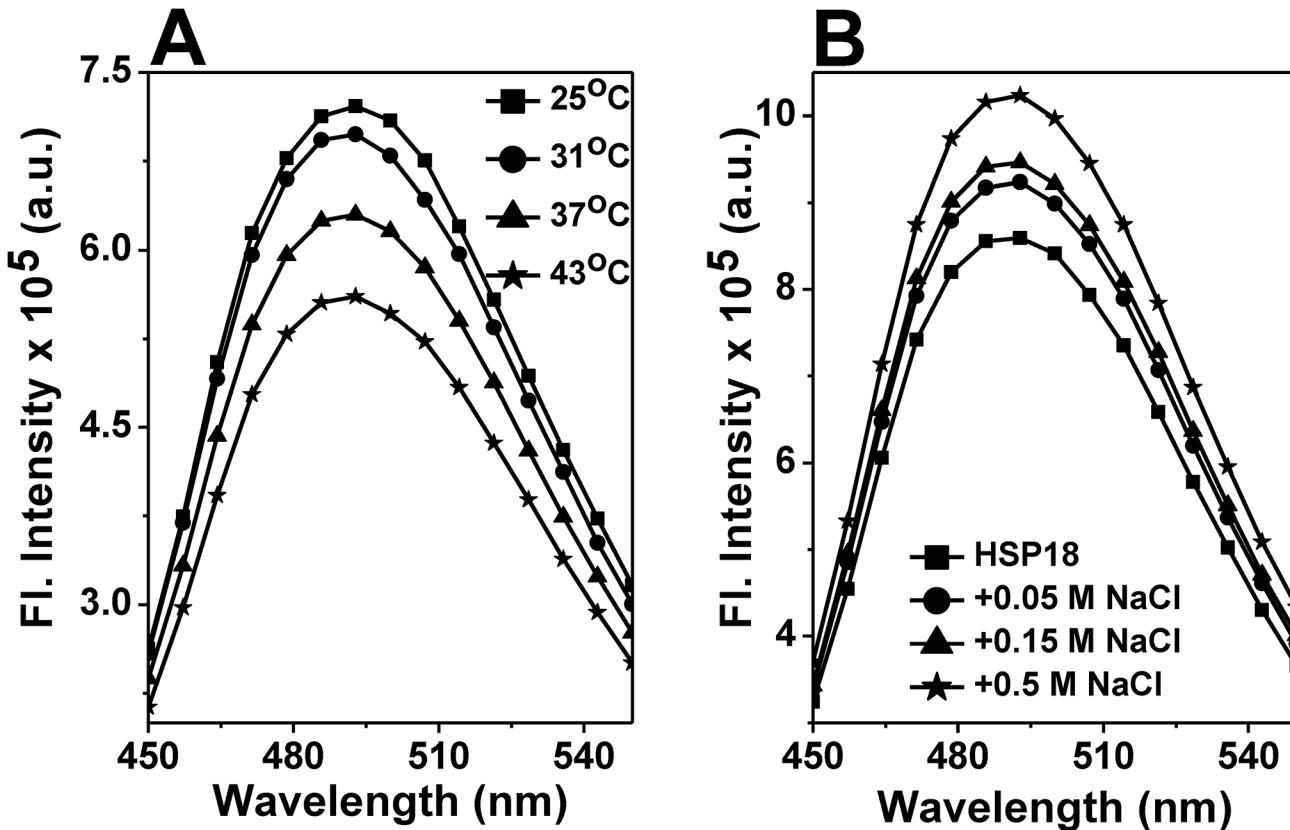 A
7.5
6.0
4.5
3.0
Fl. Intensity x 10⁵ (a.u.)
25°C
31°C
37°C
43°C
450
480
510
540
Wavelength (nm)
B
10
8
6
4
Fl. Intensity x 10⁵ (a.u.)
HSP18
+0.05 M NaCl
+0.15 M NaCl
+0.5 M NaCl
450
480
510
540
Wavelength (nm)